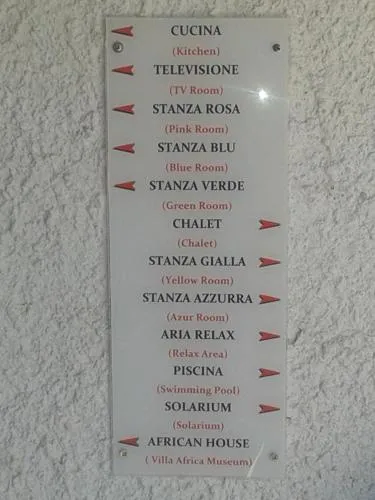 CUCINA
(Kitchen)
TELEVISIONE
(TV Room)
STANZA ROSA
(Pink Room)
STANZA BLU
(Blue Room)
STANZA VERDE
(Green Room)
CHALET
(Chalet)
STANZA GIALLA
(Yellow Room)
STANZA AZZURRA
(Azur Room)
ARIA RELAX
(Relax Area)
PISCINA
(Swimming Pool)
SOLARIUM
(Solarium)
AFRICAN HOUSE
( Villa Africa Museum)